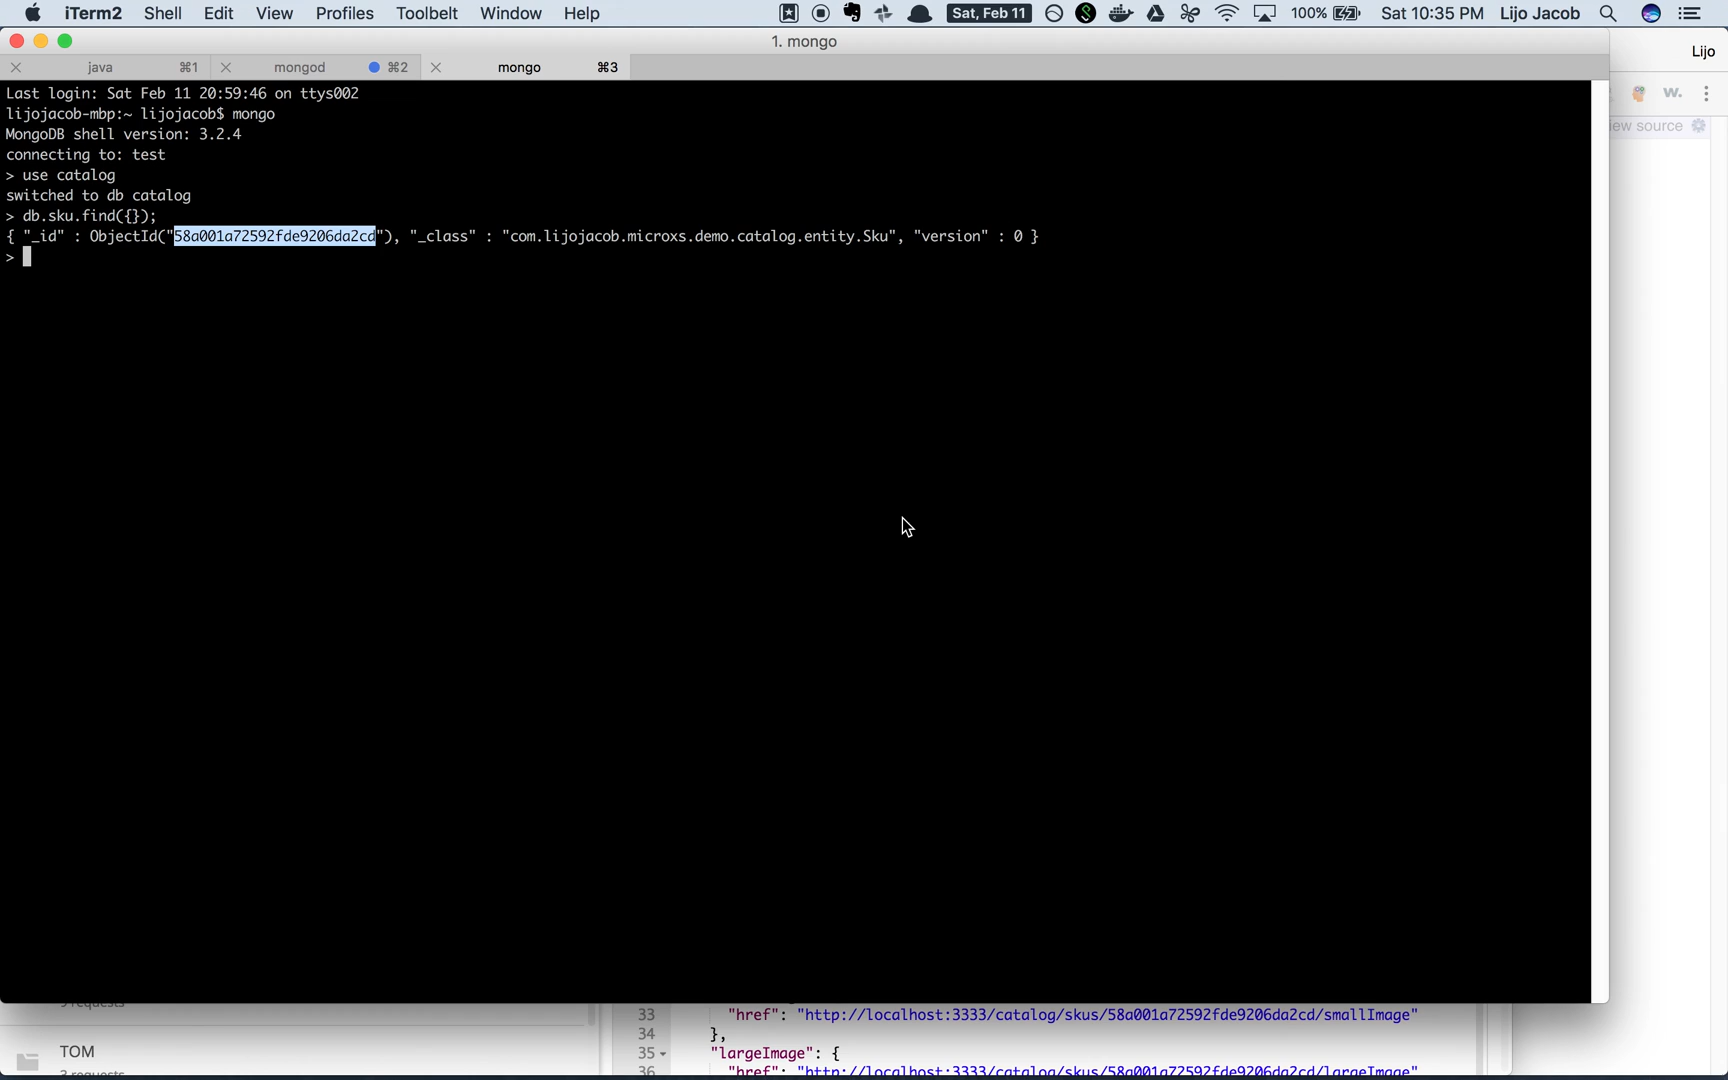 iTerm2 Shell Edit View Profiles Toolbelt Window Help Sat, Feb 11 100% Sat 10:35 PM Lijo Jacob
1. mongo
Lijo
java ⌘1 mongod ⌘2 mongo ⌘3
w.
Last login: Sat Feb 11 20:59:46 on ttys002
lijojacob-mbp:~ lijojacob$ mongo
MongoDB shell version: 3.2.4
iew source
connecting to: test
> use catalog
switched to db catalog
> db.sku.find({});
{ "_id" : ObjectId("58a001a72592fde9206da2cd"), "_class" : "com.lijojacob.microxs.demo.catalog.entity.Sku", "version" : 0 }
>
33 "href": "http://localhost:3333/catalog/skus/58a001a72592fde9206da2cd/smallImage"
34 },
TOM
35 "largeImage": {
3 requests
36 "href": "http://localhost:3333/catalog/skus/58a001a72592fde9206da2cd/largeImage"